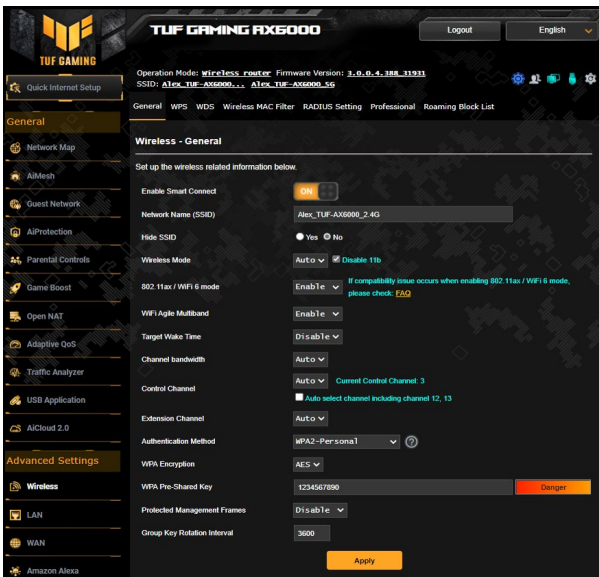 TUF GAMING
TUF GAMING AX6000
Logout
English
Quick Internet Setup
General
Network Map
AiMesh
Guest Network
AiProtection
Parental Controls
Game Boost
Open NAT
Adaptive QoS
Traffic Analyzer
USB Application
AiCloud 2.0
Advanced Settings
Wireless
LAN
WAN
Amazon Alexa
Operation Mode: Wireless router Firmware Version: 3.0.0.4.388_31931
SSID: Alex_TUF-AX6000... Alex_TUF-AX6000_5G
General WPS WDS Wireless MAC Filter RADIUS Setting Professional Roaming Block List
Wireless - General
Set up the wireless related information below.
Enable Smart Connect ON
Network Name (SSID) Alex_TUF-AX6000_2.4G
Hide SSID Yes No
Wireless Mode Auto Disable 11b
802.11ax / WiFi 6 mode Enable If compatibility issue occurs when enabling 802.11ax / WiFi 6 mode,
please check: FAQ
WiFi Agile Multiband Enable
Target Wake Time Disable
Channel bandwidth Auto
Control Channel Auto Current Control Channel: 3
Auto select channel including channel 12, 13
Extension Channel Auto
Authentication Method WPA2-Personal ?
WPA Encryption AES
WPA Pre-Shared Key 1234567890 Danger
Protected Management Frames Disable
Group Key Rotation Interval 3600
Apply